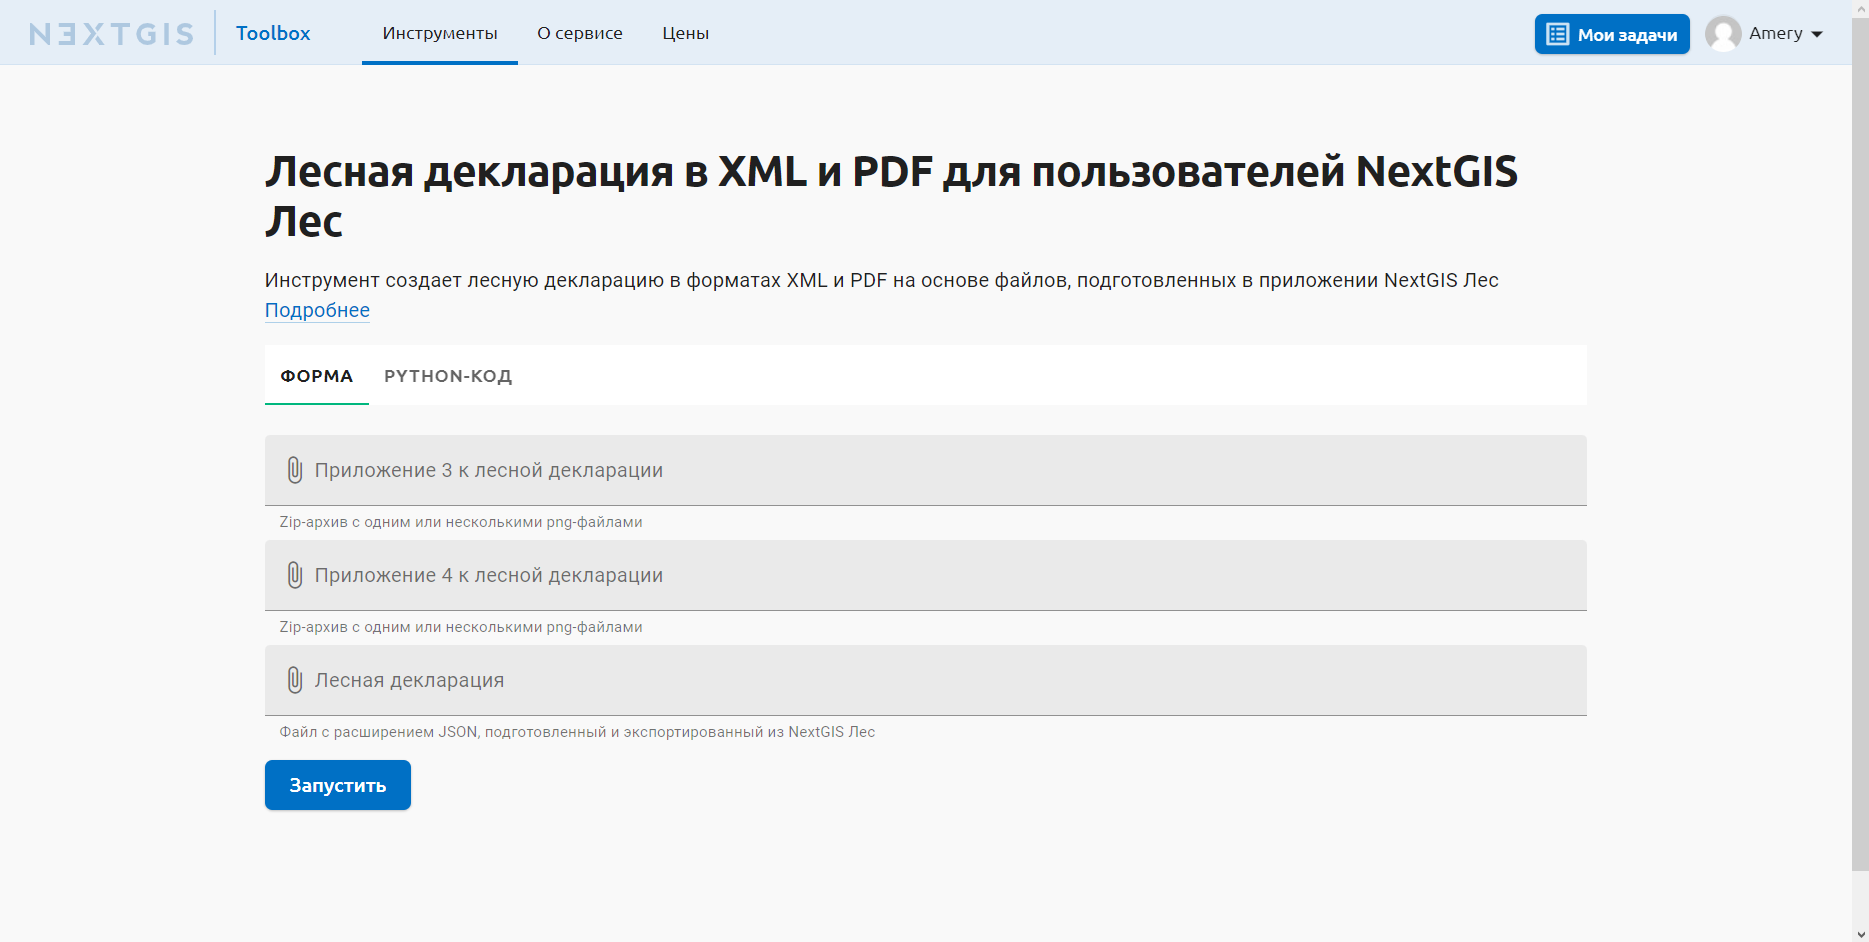 NEXTGIS
Toolbox
Инструменты
О сервисе
Цены
Мои задачи
Amery
Лесная декларация в XML и PDF для пользователей NextGIS
Лес
Инструмент создает лесную декларацию в форматах XML и PDF на основе файлов, подготовленных в приложении NextGIS Лес
Подробнее
ФОРМА
PYTHON-КОД
Приложение 3 к лесной декларации
Zip-архив с одним или несколькими png-файлами
Приложение 4 к лесной декларации
Zip-архив с одним или несколькими png-файлами
Лесная декларация
Файл с расширением JSON, подготовленный и экспортированный из NextGIS Лес
Запустить